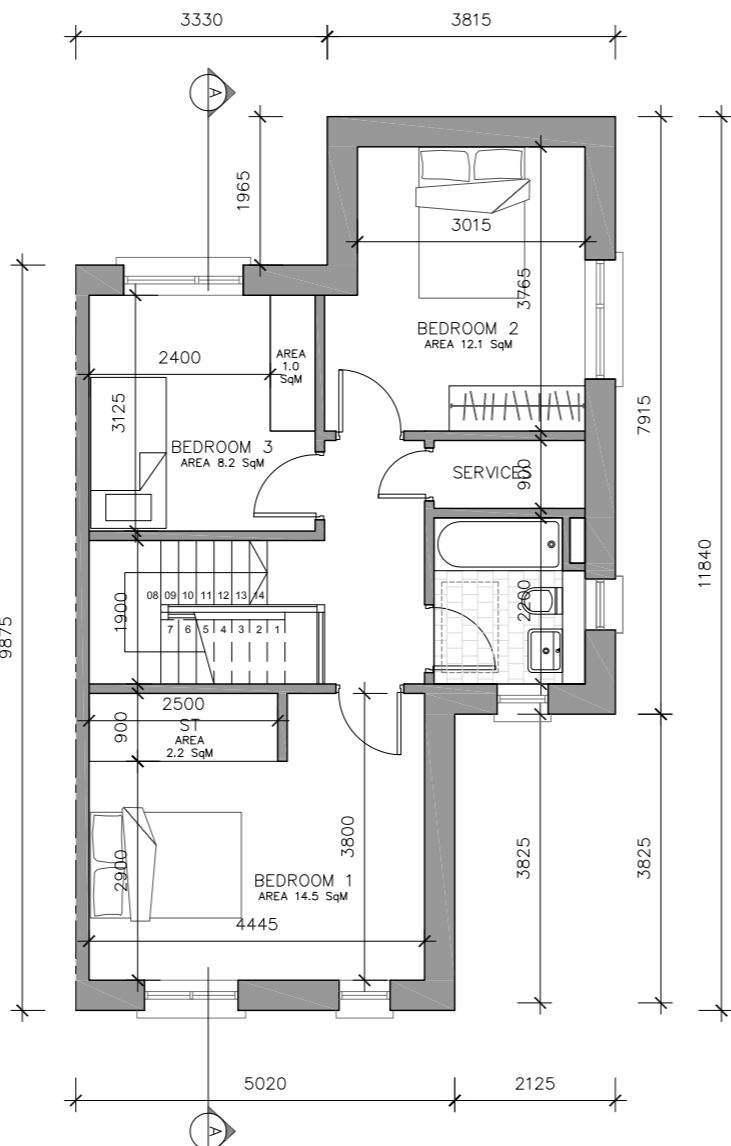 3330
3815
A
1965
3015
3765
BEDROOM 2
AREA 12.1 SqM
2400
AREA
1.0
SqM
3125
BEDROOM 3
AREA 8.2 SqM
7915
SERVICES
900
11840
9875
08 09 10 11 12 13 14
7 6 5 4 3 2 1
1900
2200
2500
ST
AREA
2.2 SqM
900
3800
2900
BEDROOM 1
AREA 14.5 SqM
4445
3825
3825
5020
2125
A